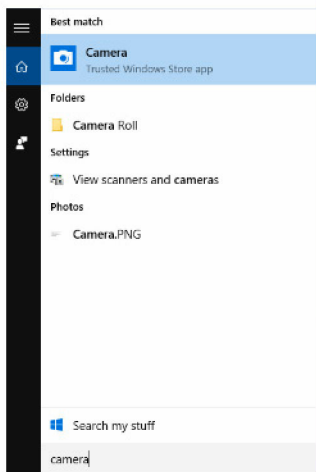 Best match
Camera
Trusted Windows Store app
Folders
Camera Roll
Settings
View scanners and cameras
Photos
Camera.PNG
Search my stuff
camera